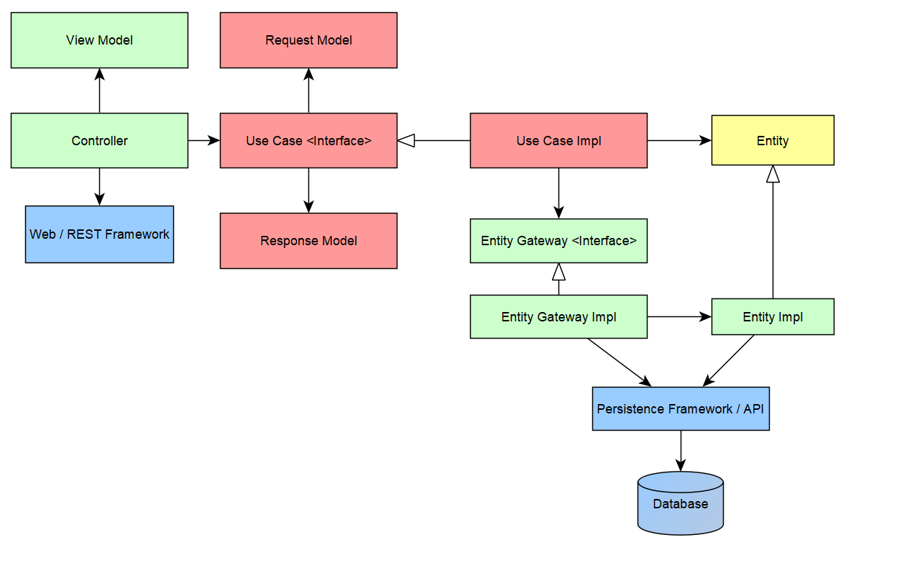 View Model
Request Model
Controller
Use Case <Interface>
Use Case Impl
Entity
Web / REST Framework
Response Model
Entity Gateway <Interface>
Entity Gateway Impl
Entity Impl
Persistence Framework / API
Database